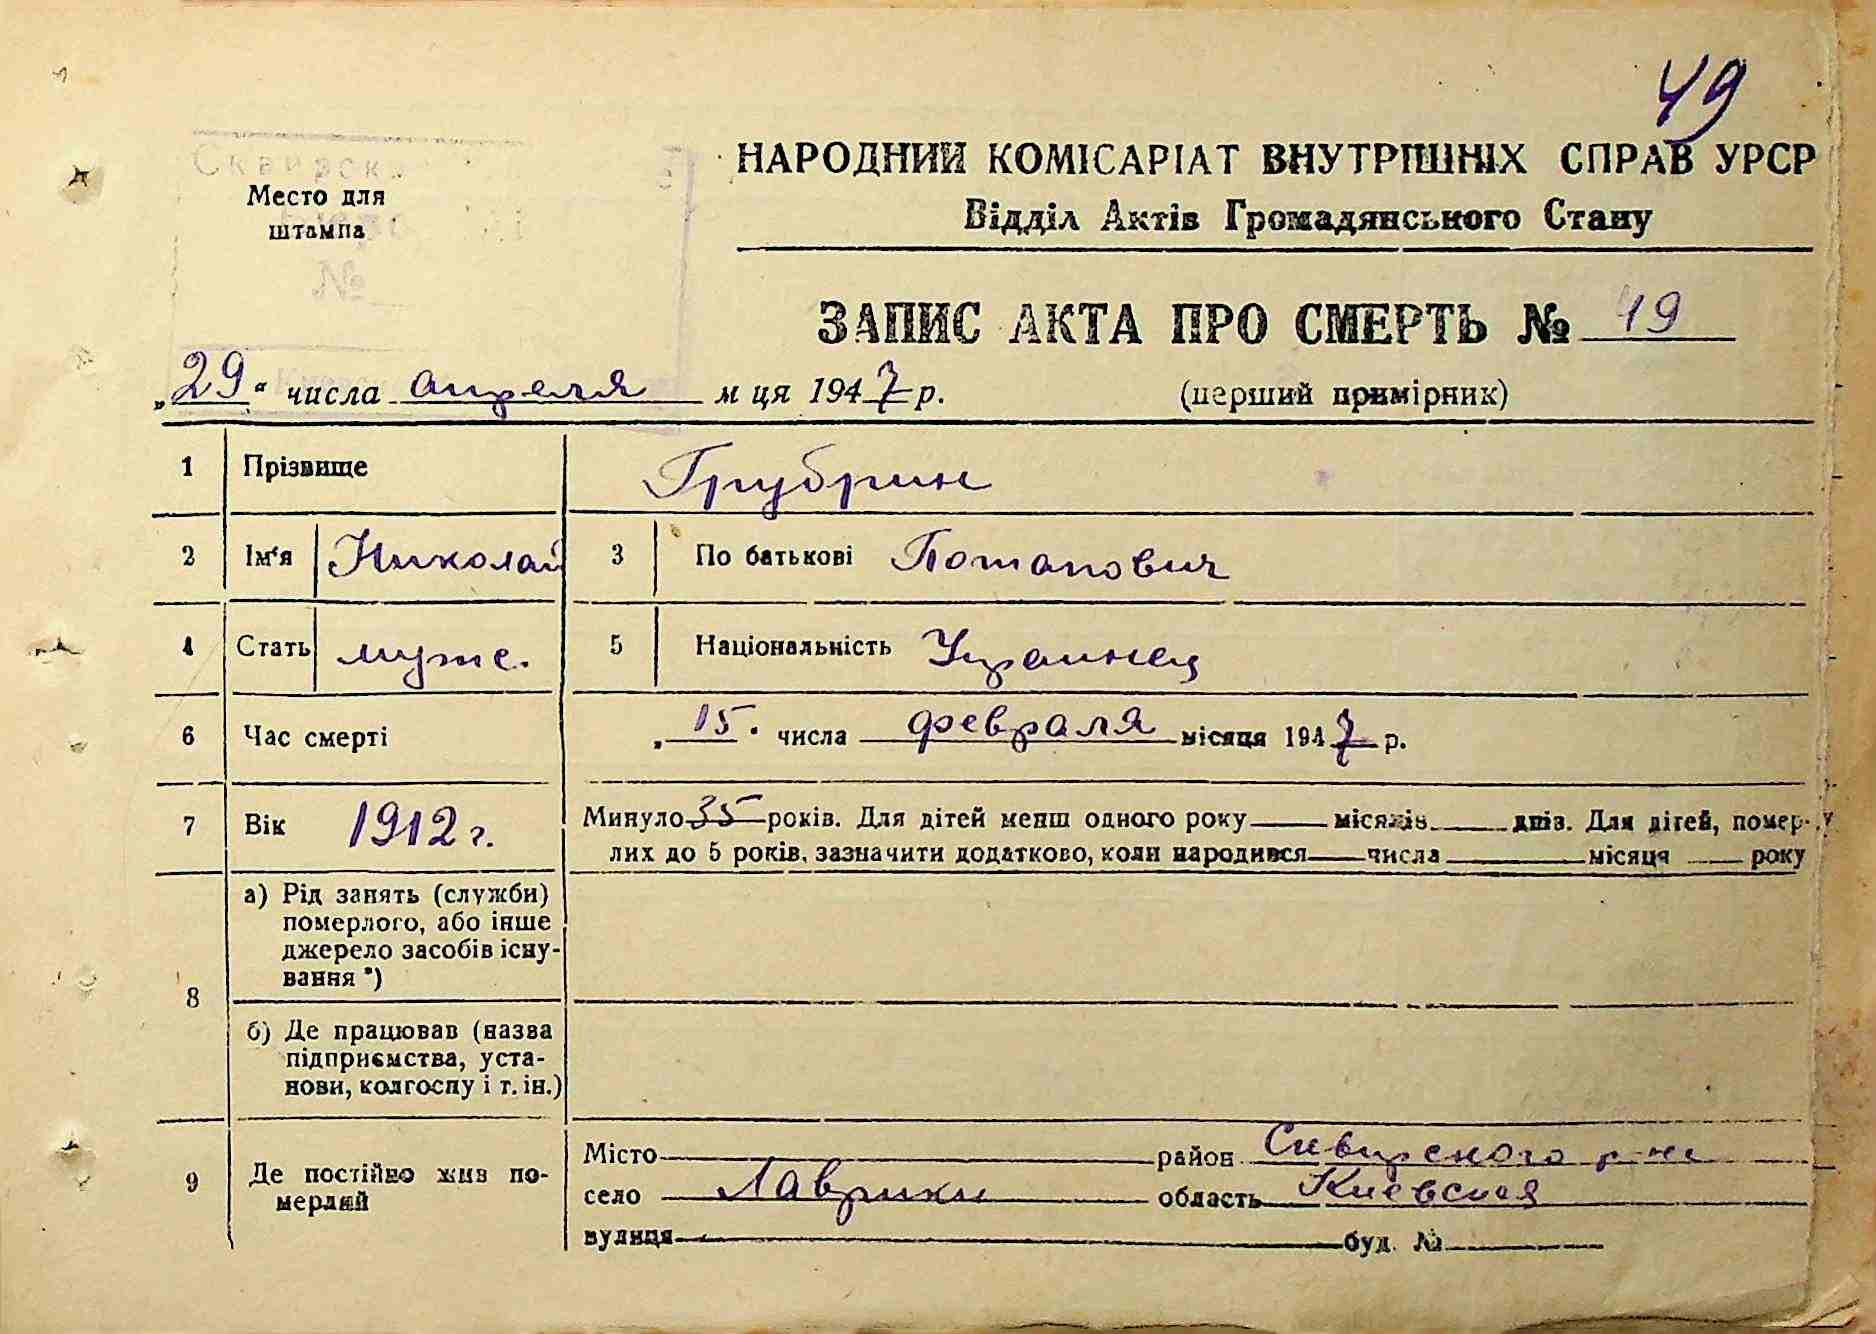 49
Сквирск
Место для
штампа
№
НАРОДНИЙ КОМІСАРІАТ ВНУТРІШНІХ СПРАВ УРСР
Відділ Актів Громадянського Стану
ЗАПИС АКТА ПРО СМЕРТЬ № 49
„29“ числа апреля м ця 1947 р. (перший примірник)
1 Прізвище Грубрин
2 Ім'я Николай 3 По батькові Потапович
4 Стать муже. 5 Національність Украинец
6 Час смерті „15" числа февраля місяця 1947 р.
7 Вік 1912 г. Минуло 35 років. Для дітей менш одного року місяців днів. Для дітей, помер-
лих до 5 років, зазначити додатково, коли народився числа місяця року
8 а) Рід занять (служби)
померлого, або інше
джерело засобів існу-
вання *)
б) Де працював (назва
підприємства, уста-
нови, колгоспу і т. ін.)
9 Де постійно жив по-
мерлий
Місто район Сквирского р-на
село Лаврики область Киевская
вулиця буд. №